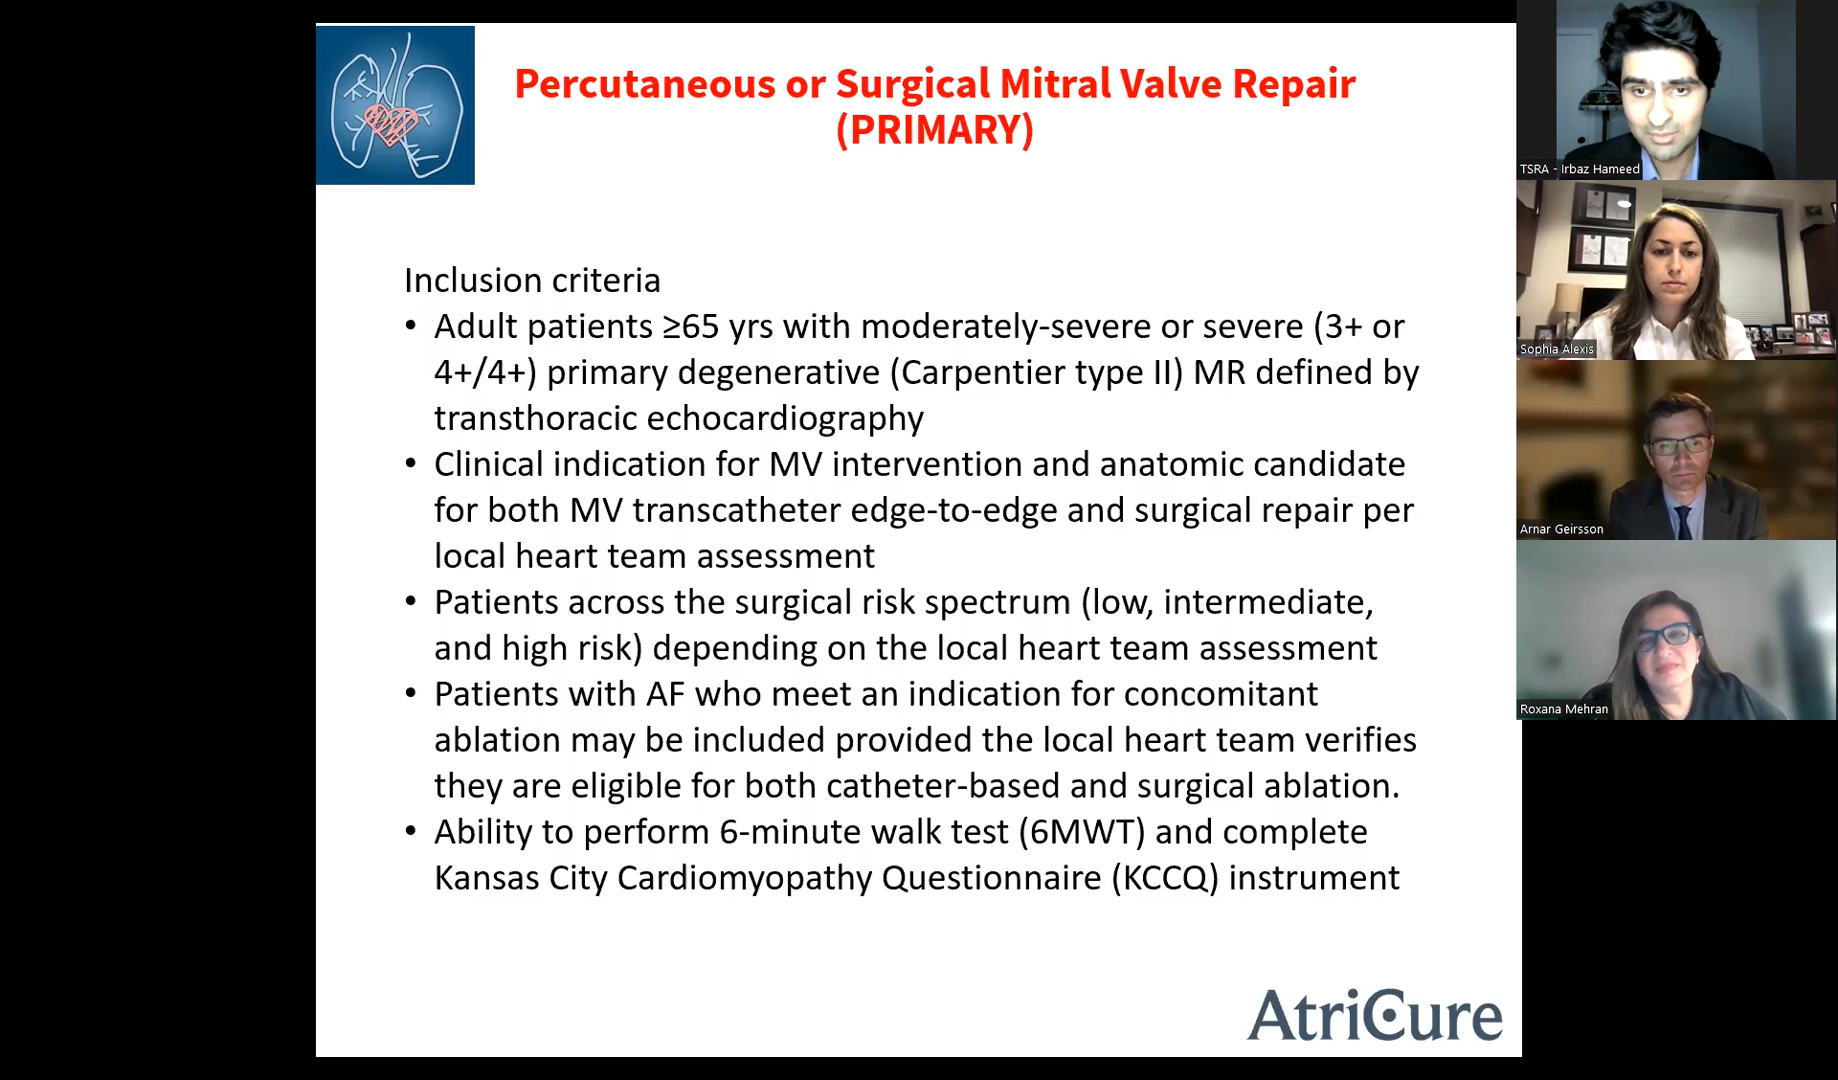 Percutaneous or Surgical Mitral Valve Repair
(PRIMARY)
Inclusion criteria
• Adult patients ≥65 yrs with moderately-severe or severe (3+ or
4+/4+) primary degenerative (Carpentier type II) MR defined by
transthoracic echocardiography
• Clinical indication for MV intervention and anatomic candidate
for both MV transcatheter edge-to-edge and surgical repair per
local heart team assessment
• Patients across the surgical risk spectrum (low, intermediate,
and high risk) depending on the local heart team assessment
• Patients with AF who meet an indication for concomitant
ablation may be included provided the local heart team verifies
they are eligible for both catheter-based and surgical ablation.
• Ability to perform 6-minute walk test (6MWT) and complete
Kansas City Cardiomyopathy Questionnaire (KCCQ) instrument
AtriCure
TSRA - Irbaz Hameed
Sophia Alexis
Arnar Geirsson
Roxana Mehran